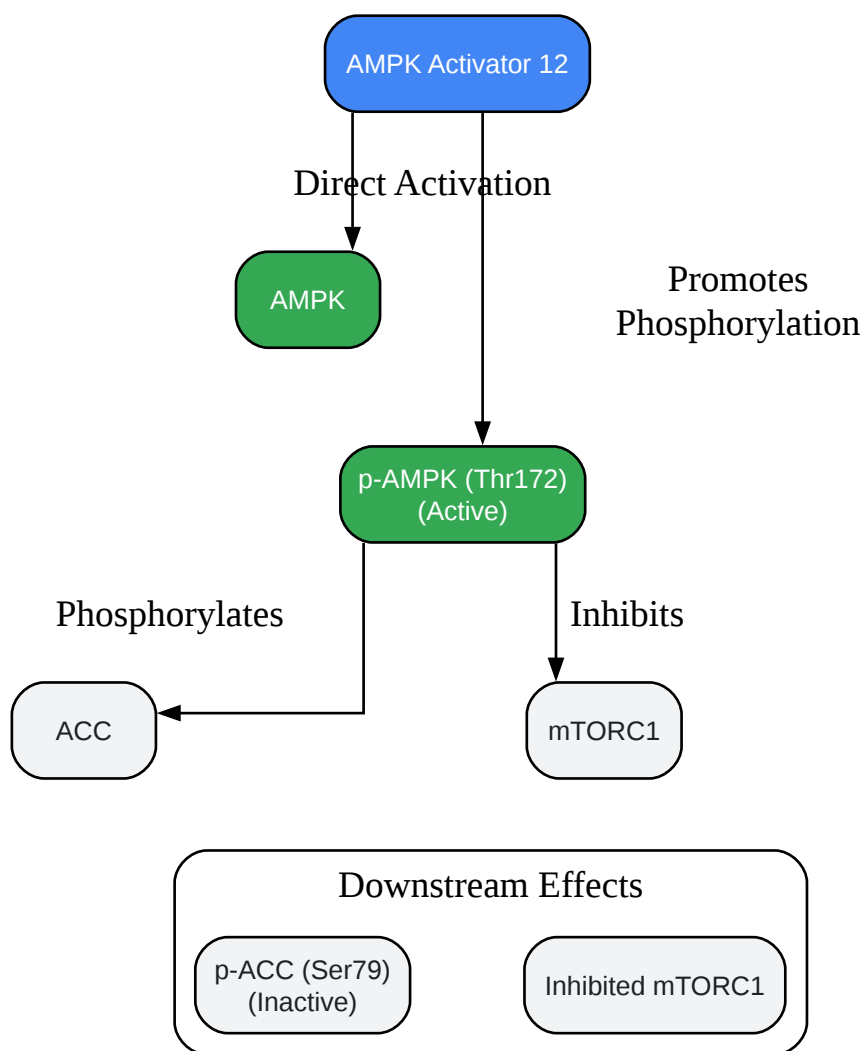 AMPK Activator 12
Direct Activation
AMPK
Promotes
Phosphorylation
p-AMPK (Thr172)
(Active)
Phosphorylates
Inhibits
ACC
mTORC1
Downstream Effects
p-ACC (Ser79)
(Inactive)
Inhibited mTORC1